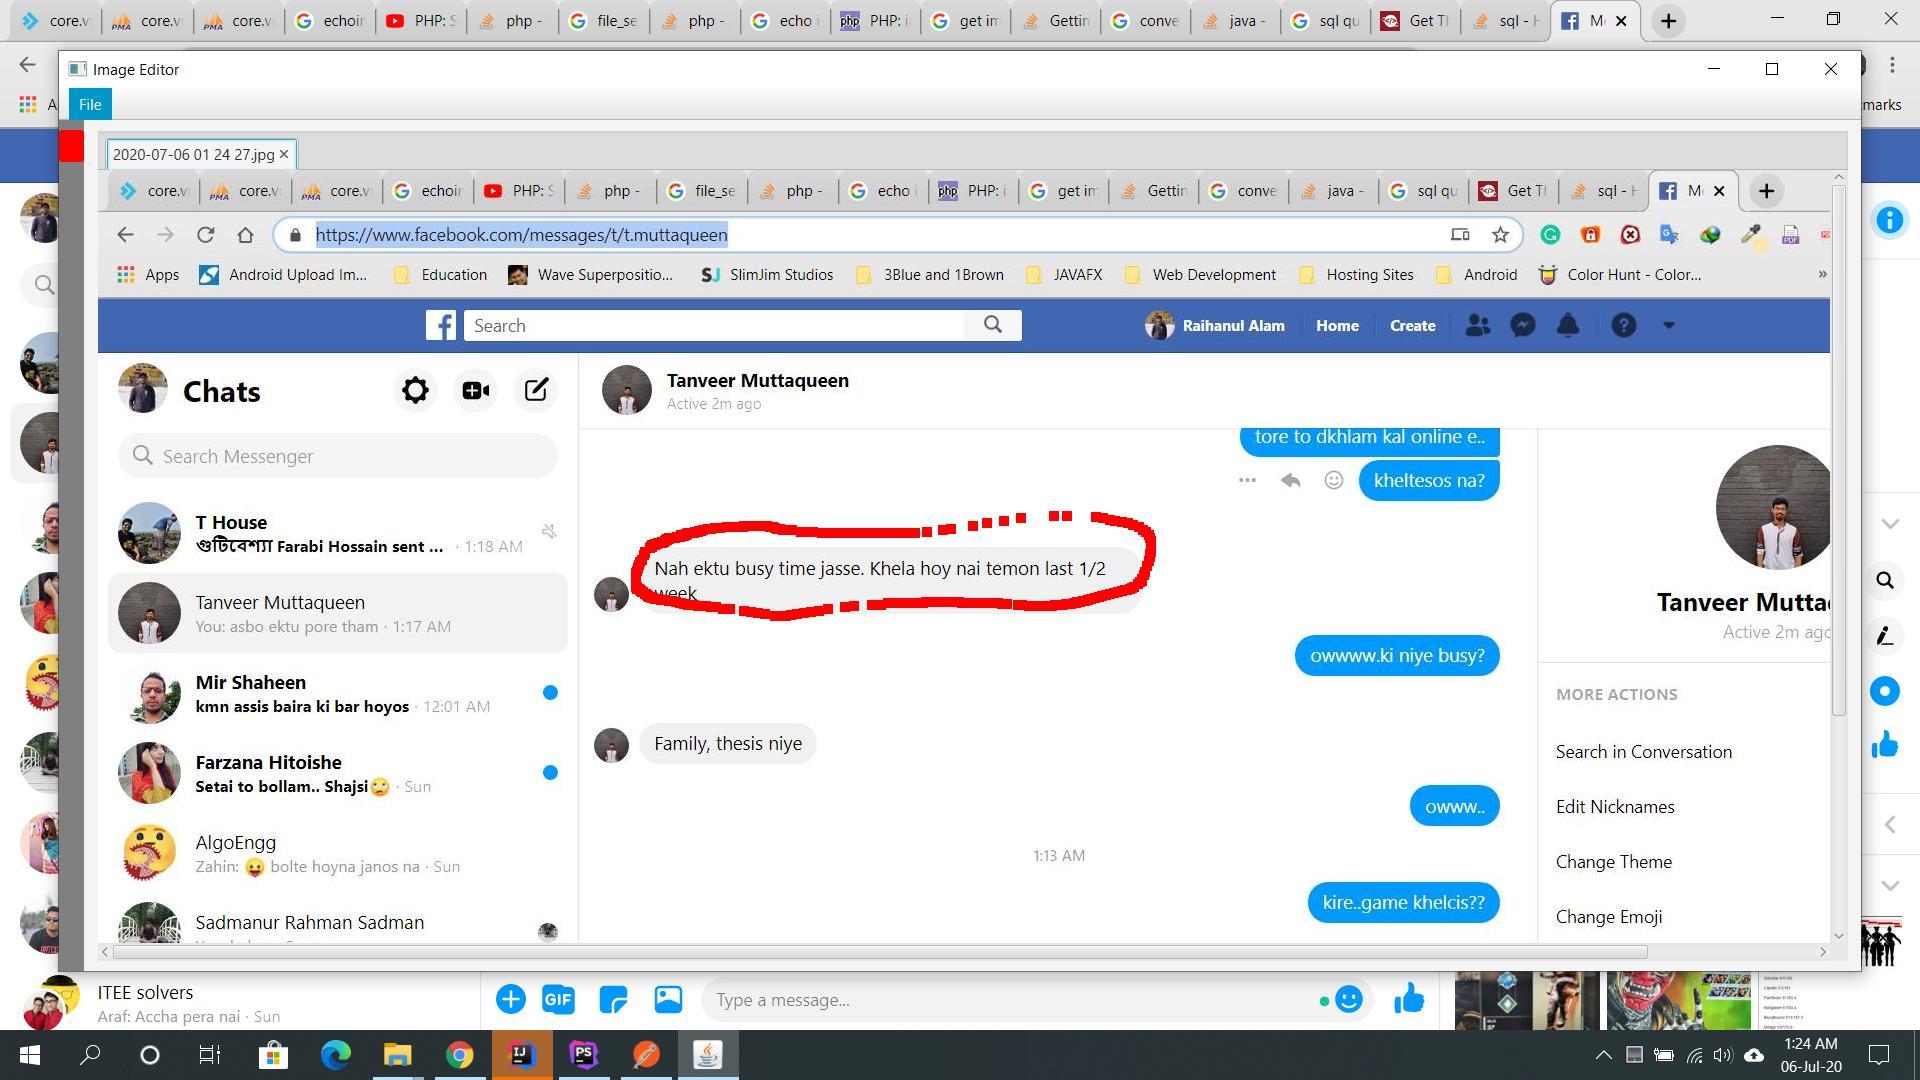 core.v
core.v
core.v
echoin
PHP: S
php -
file_se
php -
echo i
PHP: i
get im
Gettin
conve
java -
sql qu
Get Th
sql - H
Image Editor
marks
File
2020-07-06 01 24 27.jpg
core.v
core.v
core.v
echoin
PHP: S
php -
file_se
php -
echo i
PHP: i
get im
Gettin
conve
java -
sql qu
Get Th
sql - H
https://www.facebook.com/messages/t/t.muttaqueen
Apps
Android Upload Im...
Education
Wave Superpositio...
SlimJim Studios
3Blue and 1Brown
JAVAFX
Web Development
Hosting Sites
Android
Color Hunt - Color...
»
Search
Raihanul Alam
Home
Create
Chats
Search Messenger
T House
গুটিবেশ্যা Farabi Hossain sent ... · 1:18 AM
Tanveer Muttaqueen
You: asbo ektu pore tham · 1:17 AM
Mir Shaheen
kmn assis baira ki bar hoyos · 12:01 AM
Farzana Hitoishe
Setai to bollam.. Shajsi🙄 · Sun
AlgoEngg
Zahin: 😛 bolte hoyna janos na · Sun
Sadmanur Rahman Sadman
Tanveer Muttaqueen
Active 2m ago
tore to dkhlam kal online e..
kheltesos na?
Nah ektu busy time jasse. Khela hoy nai temon last 1/2
week
owwww.ki niye busy?
Family, thesis niye
owww..
1:13 AM
kire..game khelcis??
Tanveer Mutta
Active 2m ago
MORE ACTIONS
Search in Conversation
Edit Nicknames
Change Theme
Change Emoji
ITEE solvers
Araf: Accha pera nai · Sun
GIF
Type a message...
1:24 AM
06-Jul-20